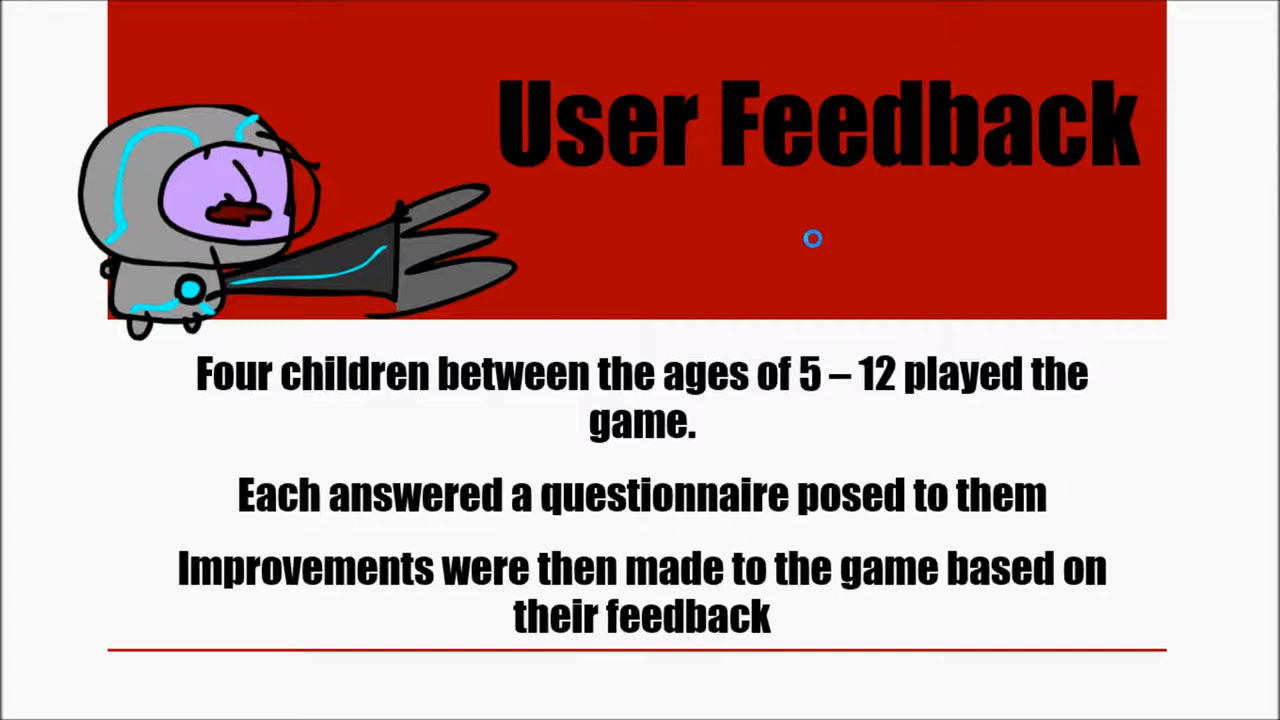 User Feedback
Four children between the ages of 5 – 12 played the
game.
Each answered a questionnaire posed to them
Improvements were then made to the game based on
their feedback